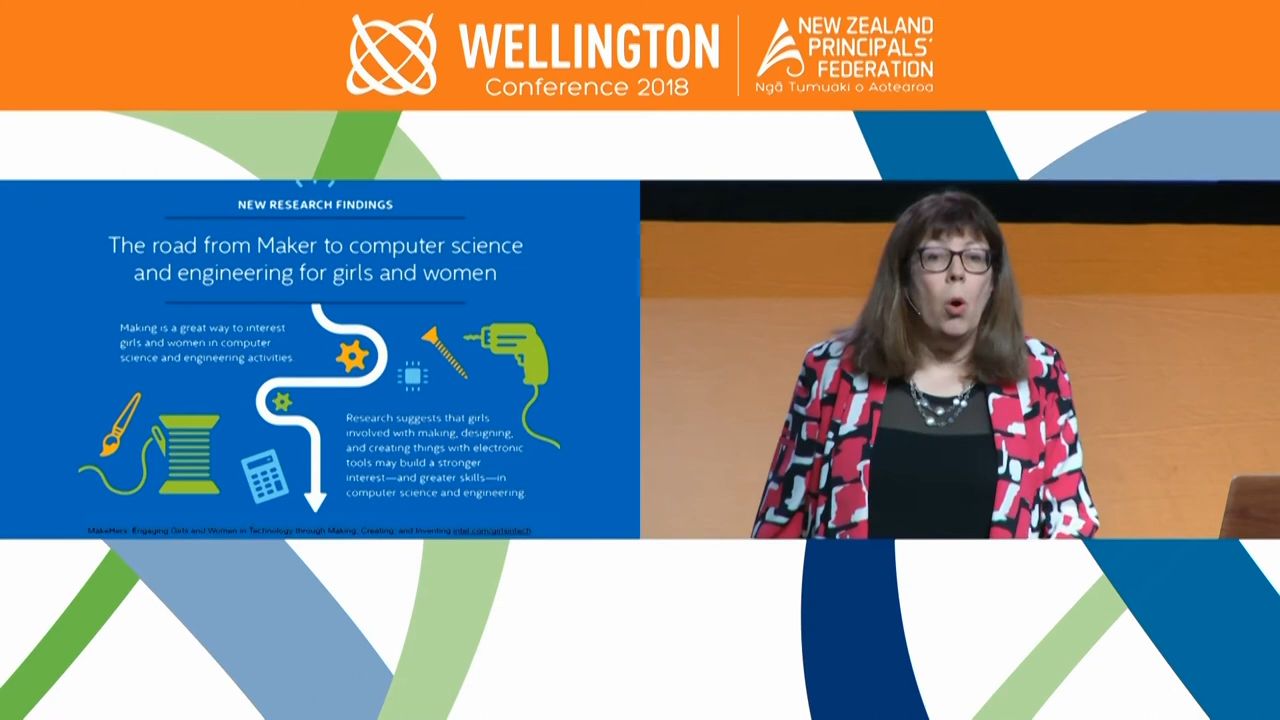 WELLINGTON
Conference 2018
NEW ZEALAND
PRINCIPALS'
FEDERATION
Ngā Tumuaki o Aotearoa
NEW RESEARCH FINDINGS
The road from Maker to computer science
and engineering for girls and women
Making is a great way to interest
girls and women in computer
science and engineering activities.
Research suggests that girls
involved with making, designing,
and creating things with electronic
tools may build a stronger
interest—and greater skills—in
computer science and engineering.
MakeHers: Engaging Girls and Women in Technology through Making, Creating, and Inventing intel.com/girlsintech